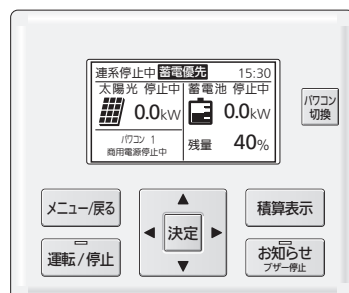 連系停止中 蓄電優先 15:30
太陽光 停止中 蓄電池 停止中
0.0kW 0.0kW
パワコン 1
商用電源停止中
残量 40%
パワコン
切換
メニュー/戻る
決定
積算表示
運転/停止
お知らせ
ブザー停止